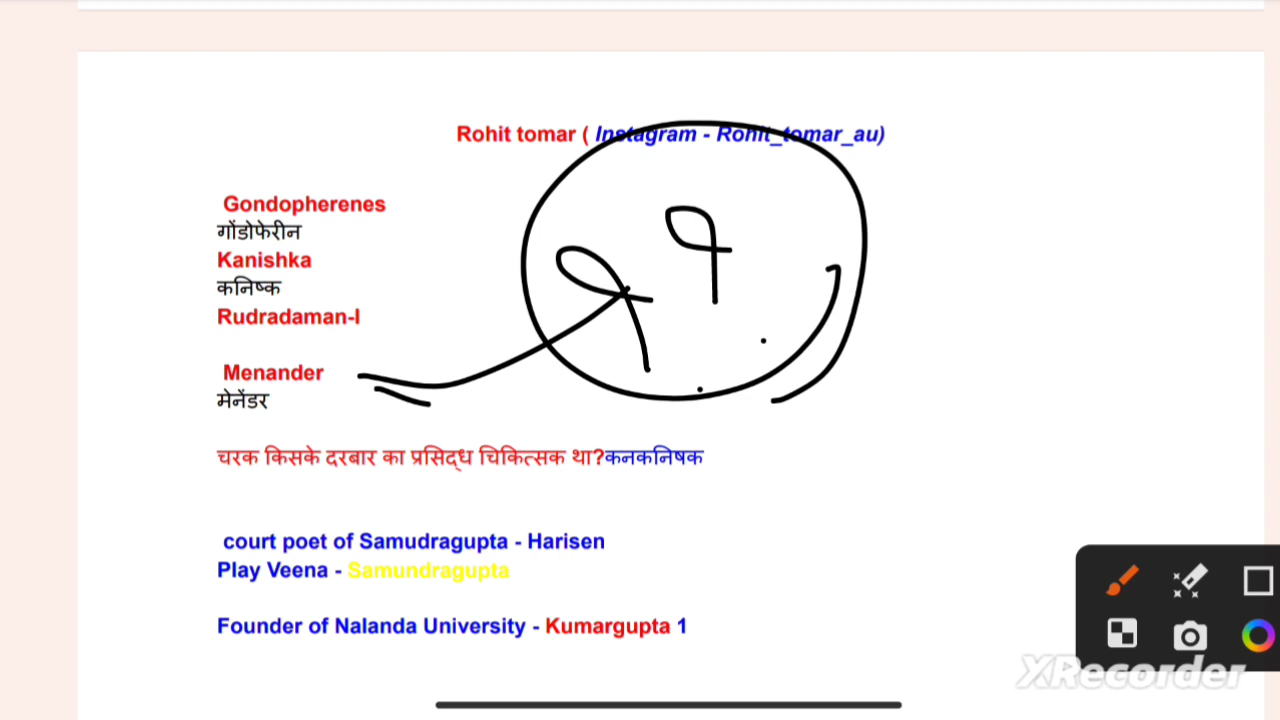 Rohit tomar ( Instagram - Rohit_tomar_au)
Gondopherenes
गोंडोफेरीन
Kanishka
कनिष्क
Rudradaman-I
Menander
मेनेंडर
चरक किसके दरबार का प्रसिद्ध चिकित्सक था?कनकनिषक
court poet of Samudragupta - Harisen
Play Veena - Samundragupta
Founder of Nalanda University - Kumargupta 1
XRecorder